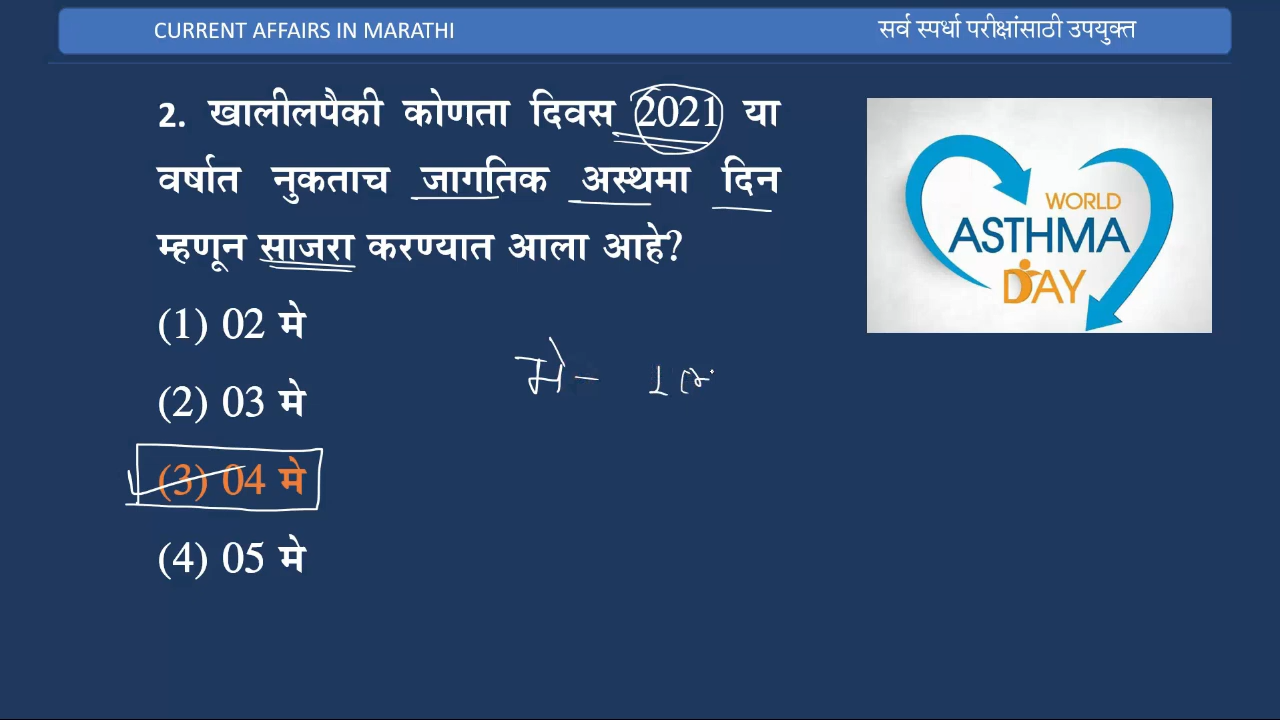 CURRENT AFFAIRS IN MARATHI
सर्व स्पर्धा परीक्षांसाठी उपयुक्त
2. खालीलपैकी कोणता दिवस 2021 या
वर्षात नुकताच जागतिक अस्थमा दिन
म्हणून साजरा करण्यात आला आहे?
WORLD
ASTHMA
DAY
(1) 02 मे
(2) 03 मे
(3) 04 मे
(4) 05 मे
मे - 1